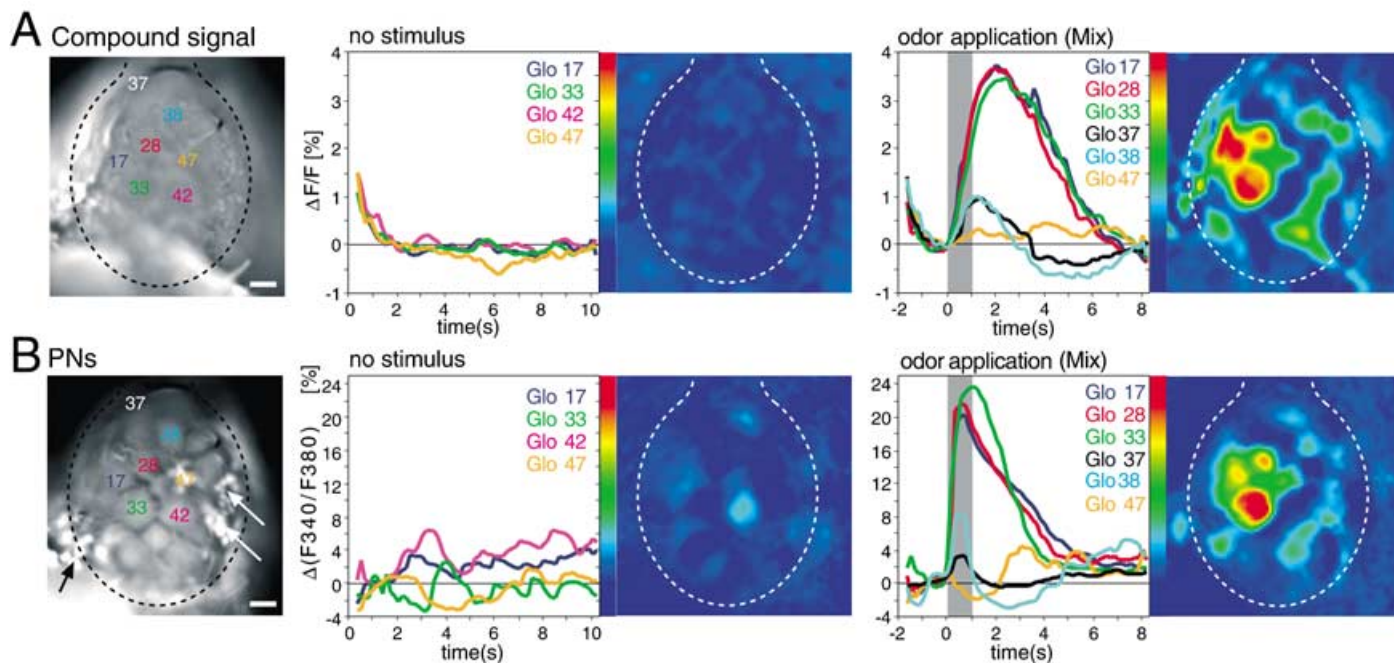 A
Compound signal
37
38
28
17
47
33
42
no stimulus
ΔF/F [%]
4
3
2
1
0
-1
0 2 4 6 8 10
time(s)
Glo 17
Glo 33
Glo 42
Glo 47
odor application (Mix)
4
3
2
1
0
-1
-2 0 2 4 6 8
time(s)
Glo 17
Glo 28
Glo 33
Glo 37
Glo 38
Glo 47
B
PNs
37
28
17
33
42
no stimulus
Δ(F340/F380) [%]
24
20
16
12
8
4
0
-4
0 2 4 6 8 10
time(s)
Glo 17
Glo 33
Glo 42
Glo 47
odor application (Mix)
24
20
16
12
8
4
0
-4
-2 0 2 4 6 8
time(s)
Glo 17
Glo 28
Glo 33
Glo 37
Glo 38
Glo 47